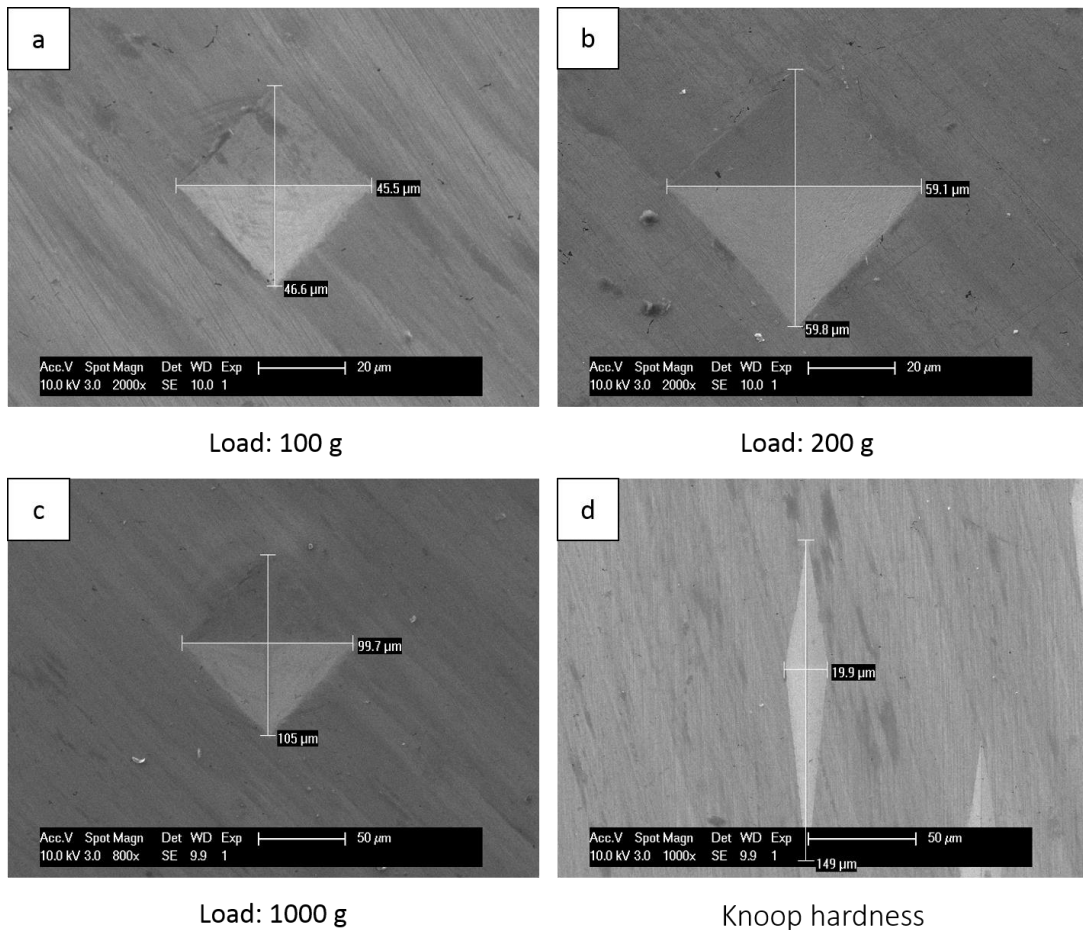 a
45.5 µm
46.6 µm
Acc.V Spot Magn Det WD Exp
10.0 kV 3.0 2000x SE 10.0 1
20 µm
Load: 100 g
b
59.1 µm
59.8 µm
Acc.V Spot Magn Det WD Exp
10.0 kV 3.0 2000x SE 10.0 1
20 µm
Load: 200 g
c
99.7 µm
105 µm
Acc.V Spot Magn Det WD Exp
10.0 kV 3.0 800x SE 9.9 1
50 µm
Load: 1000 g
d
19.9 µm
Acc.V Spot Magn Det WD Exp
10.0 kV 3.0 1000x SE 9.9 1
50 µm
149 µm
Knoop hardness